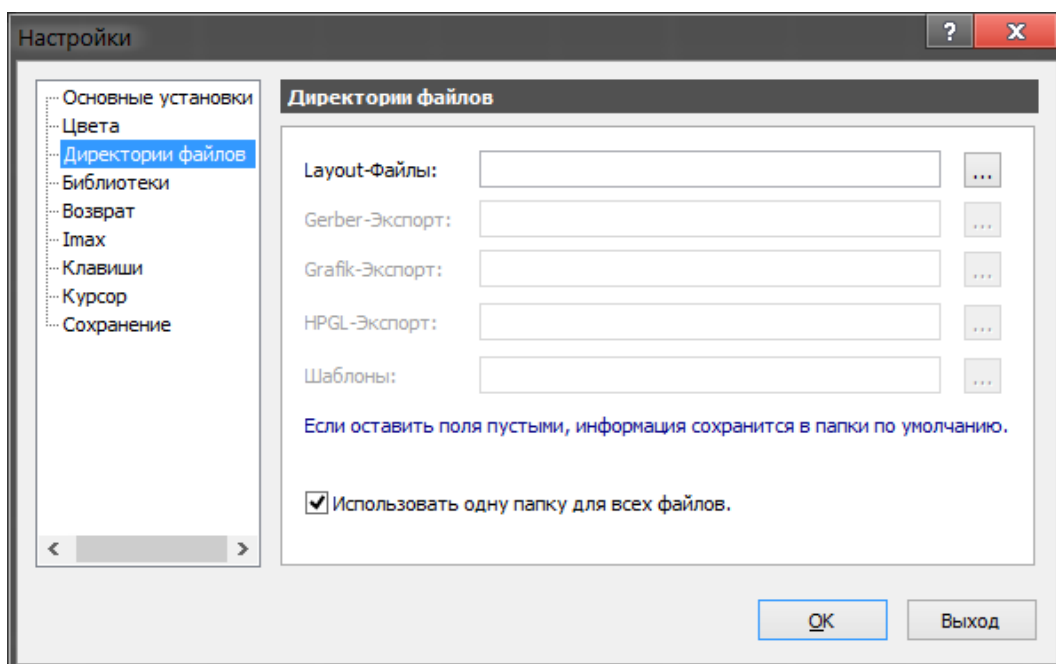 Настройки
?
x
Основные установки
Цвета
Директории файлов
Библиотеки
Возврат
Imax
Клавиши
Курсор
Сохранение
Директории файлов
Layout-Файлы:
...
Gerber-Экспорт:
...
Grafik-Экспорт:
...
HPGL-Экспорт:
...
Шаблоны:
...
Если оставить поля пустыми, информация сохранится в папки по умолчанию.
Использовать одну папку для всех файлов.
OK
Выход